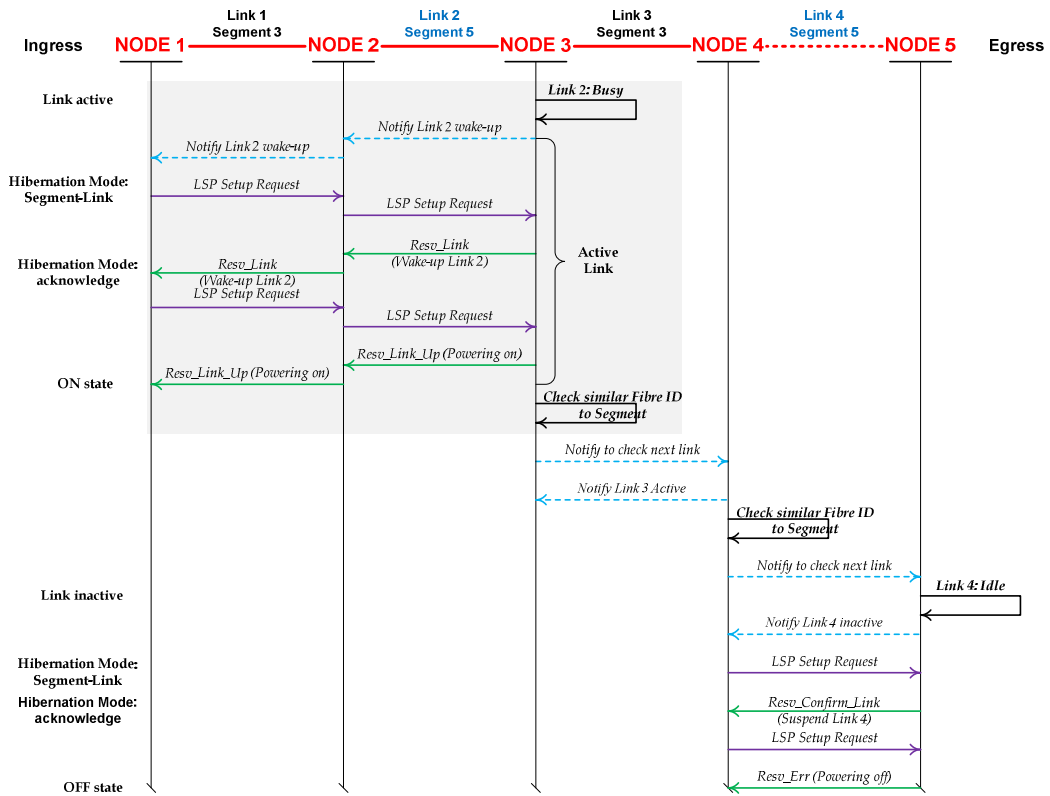 Link 1
Segment 3
Link 2
Segment 5
Link 3
Segment 3
Link 4
Segment 5
Ingress
NODE 1
NODE 2
NODE 3
NODE 4
NODE 5
Egress
Link active
Link 2: Busy
Notify Link 2 wake-up
Notify Link 2 wake-up
Hibernation Mode:
Segment-Link
LSP Setup Request
LSP Setup Request
Hibernation Mode:
acknowledge
Resv_Link
(Wake-up Link 2)
Resv_Link
(Wake-up Link 2)
Active
Link
LSP Setup Request
LSP Setup Request
Resv_Link_Up (Powering on)
Resv_Link_Up (Powering on)
ON state
Check similar Fibre ID
to Segment
Notify to check next link
Notify Link 3 Active
Check similar Fibre ID
to Segment
Notify to check next link
Link inactive
Link 4: Idle
Notify Link 4 inactive
Hibernation Mode:
Segment-Link
LSP Setup Request
Hibernation Mode:
acknowledge
Resv_Confirm_Link
(Suspend Link 4)
LSP Setup Request
OFF state
Resv_Err (Powering off)